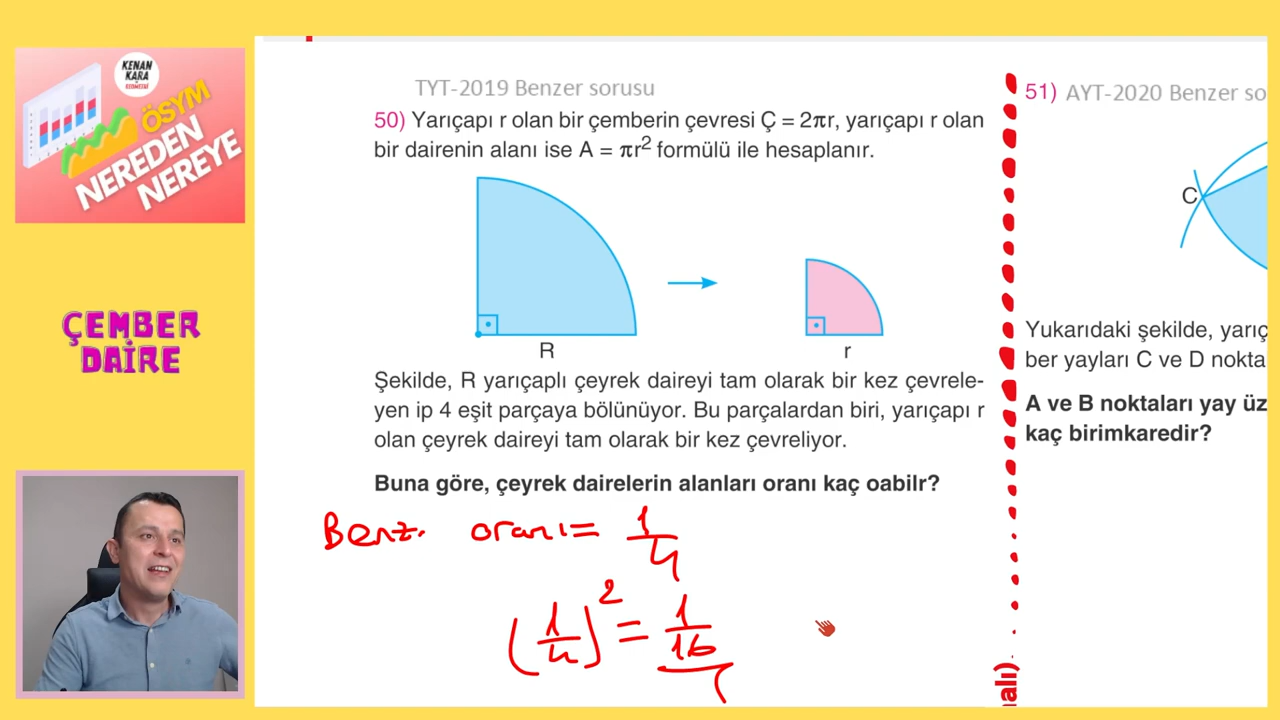 KENAN
KARA
ÖSYM
NEREDEN
NEREYE
ÇEMBER
DAİRE
TYT-2019 Benzer sorusu
50) Yarıçapı r olan bir çemberin çevresi Ç = 2πr, yarıçapı r olan
bir dairenin alanı ise A = πr² formülü ile hesaplanır.
R
r
Şekilde, R yarıçaplı çeyrek daireyi tam olarak bir kez çevrele-
yen ip 4 eşit parçaya bölünüyor. Bu parçalardan biri, yarıçapı r
olan çeyrek daireyi tam olarak bir kez çevreliyor.
Buna göre, çeyrek dairelerin alanları oranı kaç oabilr?
Benz. oranı = 1/4
(1/4)² = 1/16
51) AYT-2020 Benzer so
C
Yukarıdaki şekilde, yarıç
ber yayları C ve D nokta
A ve B noktaları yay üz
kaç birimkaredir?
alı)